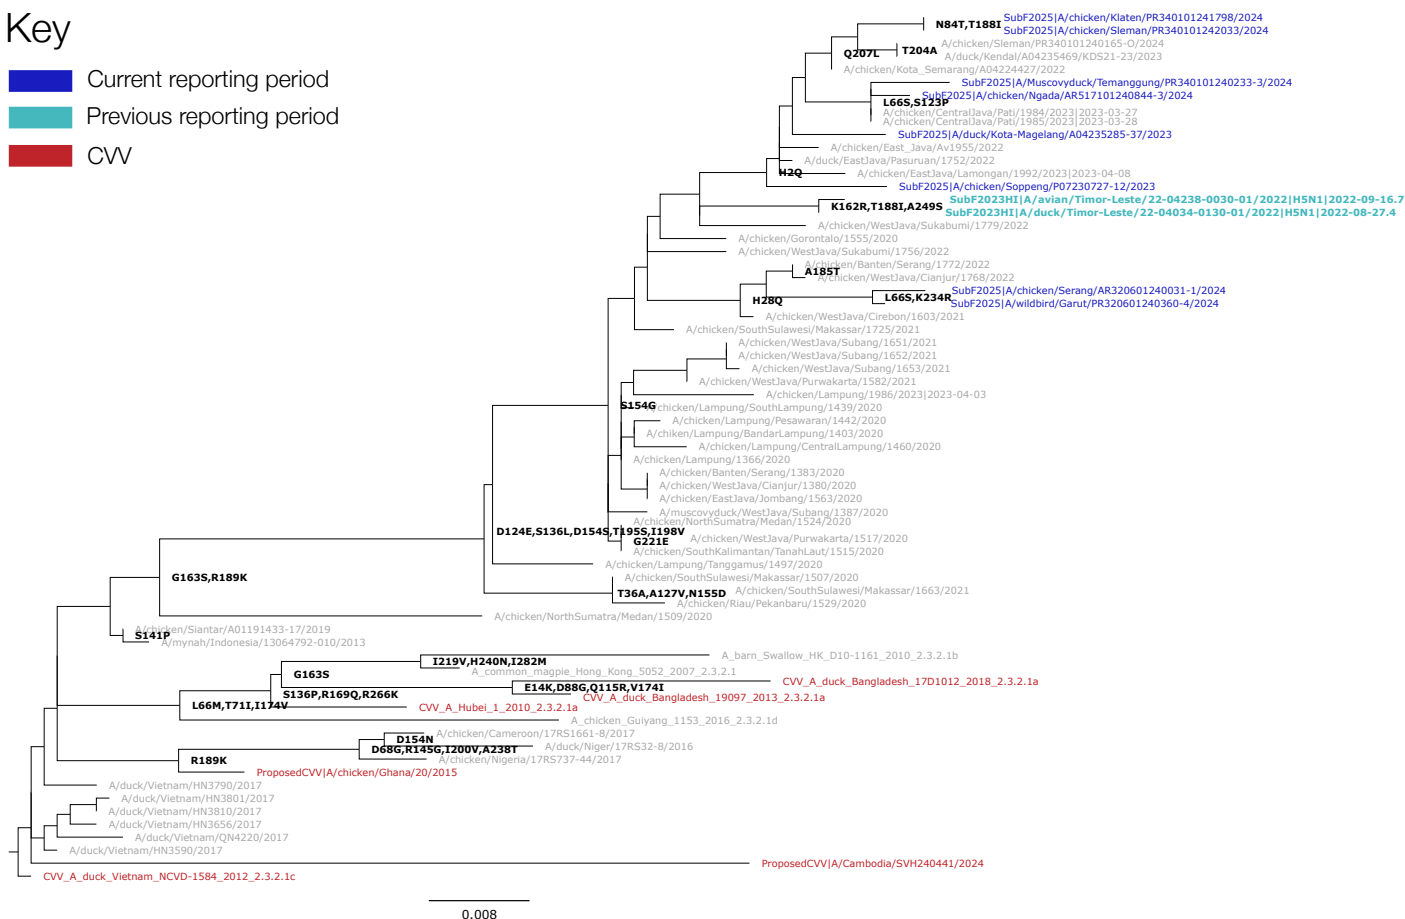 Key
Current reporting period
Previous reporting period
CVV
SubF2025|A/chicken/Klaten/PR340101241798/2024
N84T,T188I
SubF2025|A/chicken/Sleman/PR340101242033/2024
A/chicken/Sleman/PR340101240165-O/2024
Q207L
T204A
A/duck/Kendal/A04235469/KDS21-23/2023
A/chicken/Kota_Semarang/A04224427/2022
SubF2025|A/Muscovyduck/Temanggung/PR340101240233-3/2024
SubF2025|A/chicken/Ngada/AR517101240844-3/2024
L66S,S123P
A/chicken/CentralJava/Pati/1984/2023|2023-03-27
A/chicken/CentralJava/Pati/1985/2023|2023-03-28
SubF2025|A/duck/Kota-Magelang/A04235285-37/2023
A/chicken/East_Java/Av1955/2022
A/duck/EastJava/Pasuruan/1752/2022
H2Q
A/chicken/EastJava/Lamongan/1992/2023|2023-04-08
SubF2025|A/chicken/Soppeng/P07230727-12/2023
SubF2023HI|A/avian/Timor-Leste/22-04238-0030-01/2022|H5N1|2022-09-16.7
K162R,T188I,A249S
SubF2023HI|A/duck/Timor-Leste/22-04034-0130-01/2022|H5N1|2022-08-27.4
A/chicken/WestJava/Sukabumi/1779/2022
A/chicken/Gorontalo/1555/2020
A/chicken/WestJava/Sukabumi/1756/2022
A/chicken/Banten/Serang/1772/2022
A185T
A/chicken/WestJava/Cianjur/1768/2022
SubF2025|A/chicken/Serang/AR320601240031-1/2024
H28Q
L66S,K234R
SubF2025|A/wildbird/Garut/PR320601240360-4/2024
A/chicken/WestJava/Cirebon/1603/2021
A/chicken/SouthSulawesi/Makassar/1725/2021
A/chicken/WestJava/Subang/1651/2021
A/chicken/WestJava/Subang/1652/2021
A/chicken/WestJava/Subang/1653/2021
A/chicken/WestJava/Purwakarta/1582/2021
A/chicken/Lampung/1986/2023|2023-04-03
S154G
A/chicken/Lampung/SouthLampung/1439/2020
A/chicken/Lampung/Pesawaran/1442/2020
A/chiken/Lampung/BandarLampung/1403/2020
A/chicken/Lampung/CentralLampung/1460/2020
A/chicken/Lampung/1366/2020
A/chicken/Banten/Serang/1383/2020
A/chicken/WestJava/Cianjur/1380/2020
A/chicken/EastJava/Jombang/1563/2020
A/muscovyduck/WestJava/Subang/1387/2020
A/chicken/NorthSumatra/Medan/1524/2020
D124E,S136L,D154S,T195S,I198V
G221E
A/chicken/WestJava/Purwakarta/1517/2020
A/chicken/SouthKalimantan/TanahLaut/1515/2020
A/chicken/Lampung/Tanggamus/1497/2020
G163S,R189K
A/chicken/SouthSulawesi/Makassar/1507/2020
T36A,A127V,N155D
A/chicken/SouthSulawesi/Makassar/1663/2021
A/chicken/Riau/Pekanbaru/1529/2020
A/chicken/NorthSumatra/Medan/1509/2020
A/chicken/Siantar/A01191433-17/2019
S141P
A/mynah/Indonesia/13064792-010/2013
A_barn_Swallow_HK_D10-1161_2010_2.3.2.1b
I219V,H240N,I282M
G163S
A_common_magpie_Hong_Kong_5052_2007_2.3.2.1
CVV_A_duck_Bangladesh_17D1012_2018_2.3.2.1a
E14K,D88G,Q115R,V174I
S136P,R169Q,R266K
CVV_A_duck_Bangladesh_19097_2013_2.3.2.1a
L66M,T71I,I174V
CVV_A_Hubei_1_2010_2.3.2.1a
A_chicken_Guiyang_1153_2016_2.3.2.1d
A/chicken/Cameroon/17RS1661-8/2017
D154N
D68G,R145G,I200V,A238T
A/duck/Niger/17RS32-8/2016
R189K
A/chicken/Nigeria/17RS737-44/2017
ProposedCVV|A/chicken/Ghana/20/2015
A/duck/Vietnam/HN3790/2017
A/duck/Vietnam/HN3801/2017
A/duck/Vietnam/HN3810/2017
A/duck/Vietnam/HN3656/2017
A/duck/Vietnam/QN4220/2017
A/duck/Vietnam/HN3590/2017
ProposedCVV|A/Cambodia/SVH240441/2024
CVV_A_duck_Vietnam_NCVD-1584_2012_2.3.2.1c
0.008